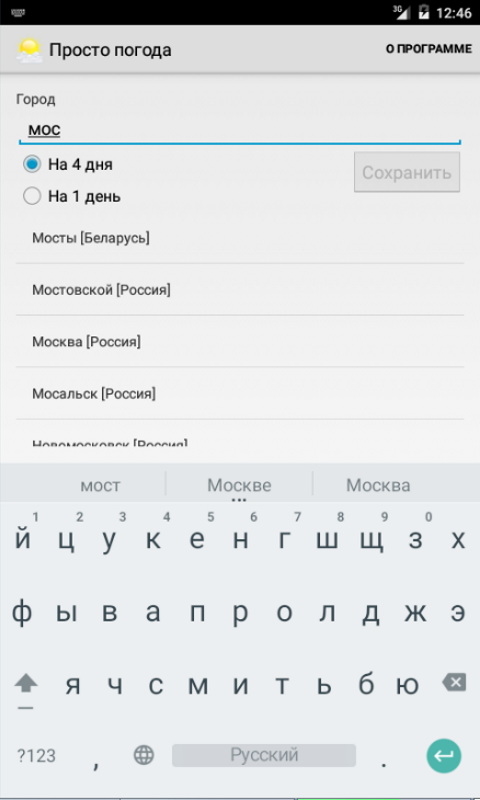 3G 12:46
Просто погода О ПРОГРАММЕ
Город
мос
На 4 дня
Сохранить
На 1 день
Мосты [Беларусь]
Мостовской [Россия]
Москва [Россия]
Мосальск [Россия]
Новомосковск [Россия]
мост Москве Москва
1 2 3 4 5 6 7 8 9 0
й ц у к е н г ш щ з х
ф ы в а п р о л д ж э
я ч с м и т ь б ю
?123 , Русский .